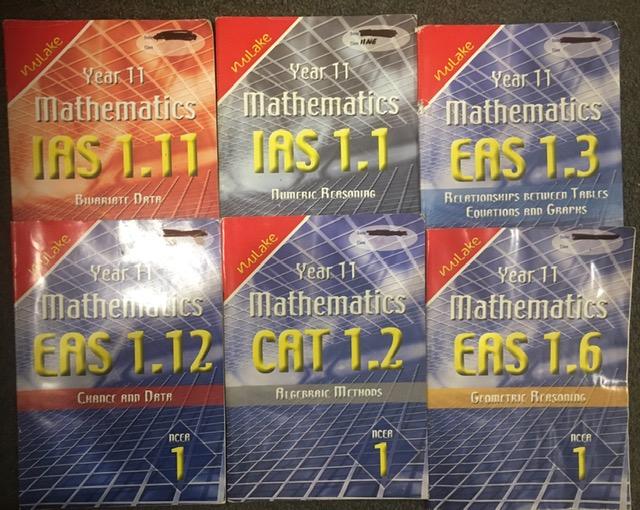 NuLake
Year 11
Mathematics
IAS 1.11
Bivariate Data
NuLake
Class 11NE
Year 11
Mathematics
IAS 1.1
Numeric Reasoning
NuLake
Year 11
Mathematics
EAS 1.3
Relationships between Tables
Equations and Graphs
NuLake
Year 11
Mathematics
EAS 1.12
Chance and Data
NCEA
1
NuLake
Year 11
Mathematics
CAT 1.2
Algebraic Methods
NCEA
1
NuLake
Year 11
Mathematics
EAS 1.6
Geometric Reasoning
NCEA
1